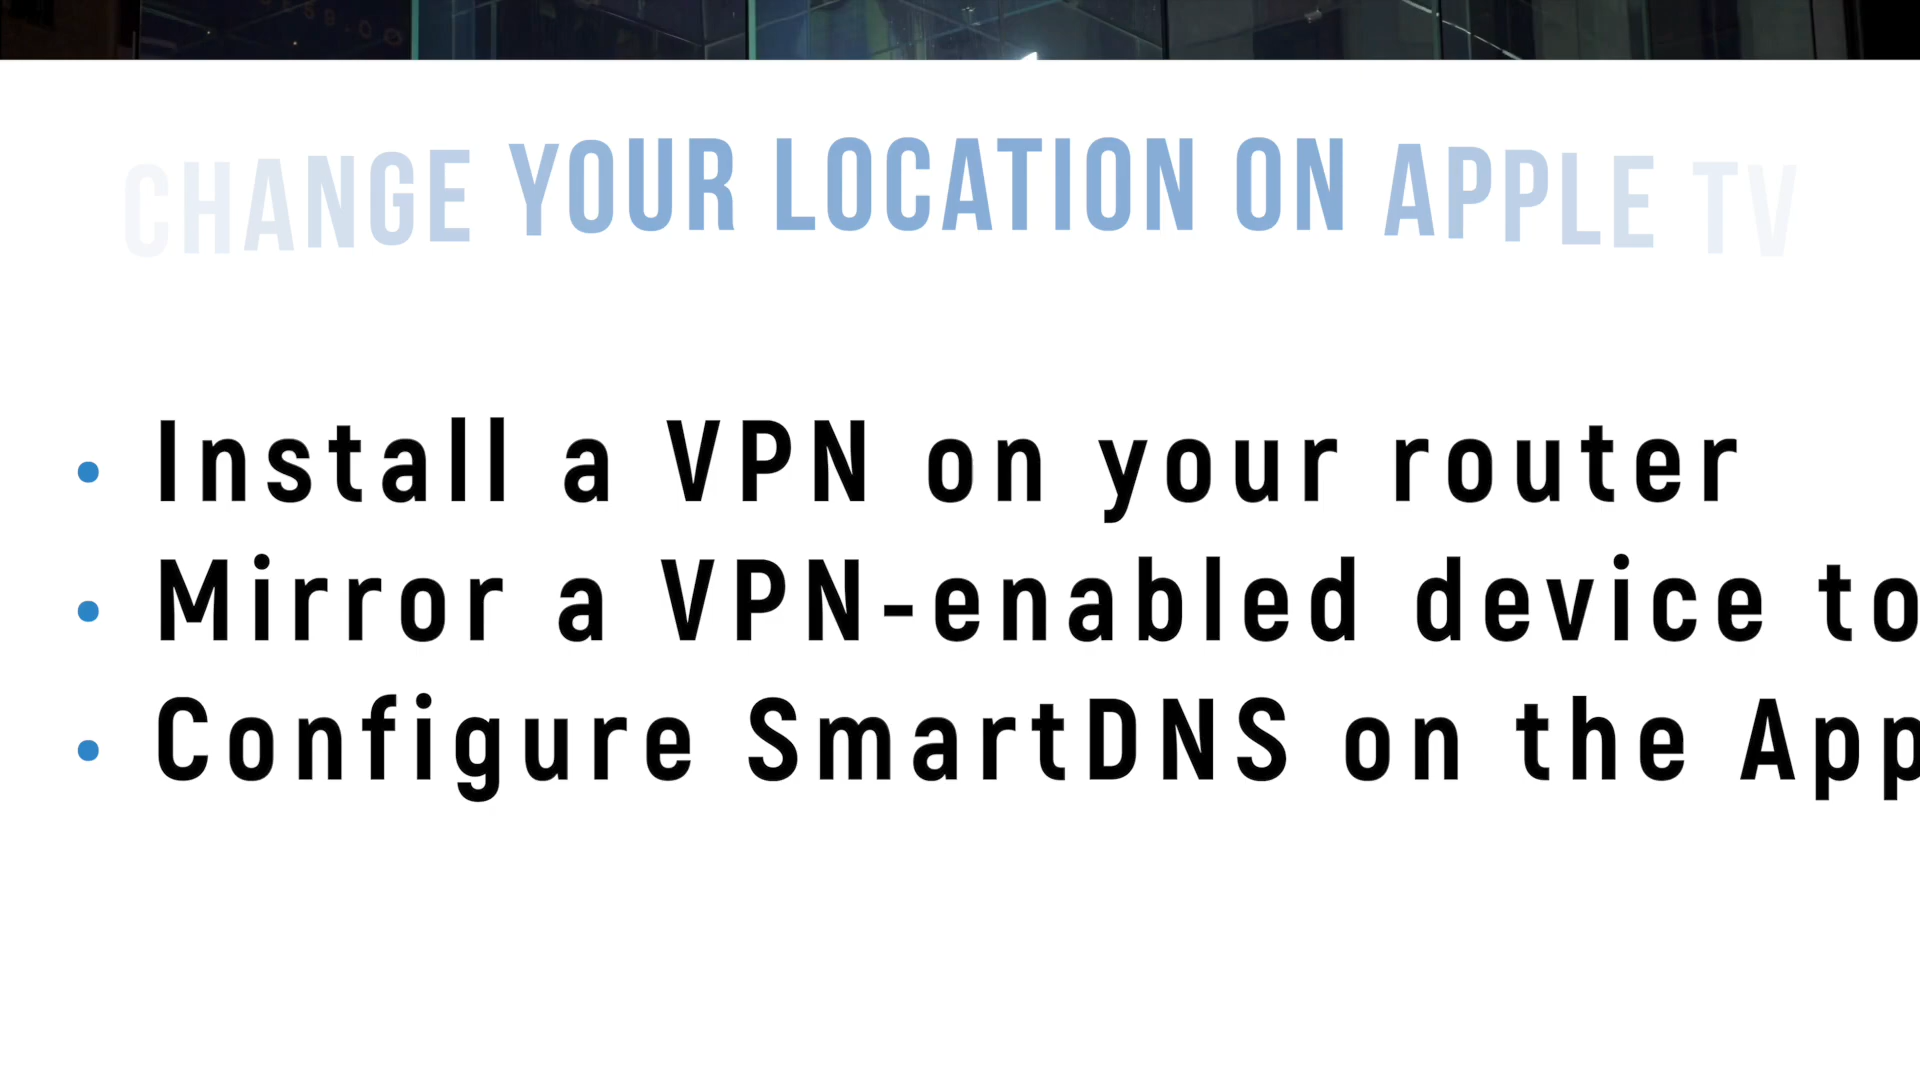 CHANGE YOUR LOCATION ON APPLE TV
Install a VPN on your router
Mirror a VPN-enabled device to
Configure SmartDNS on the App